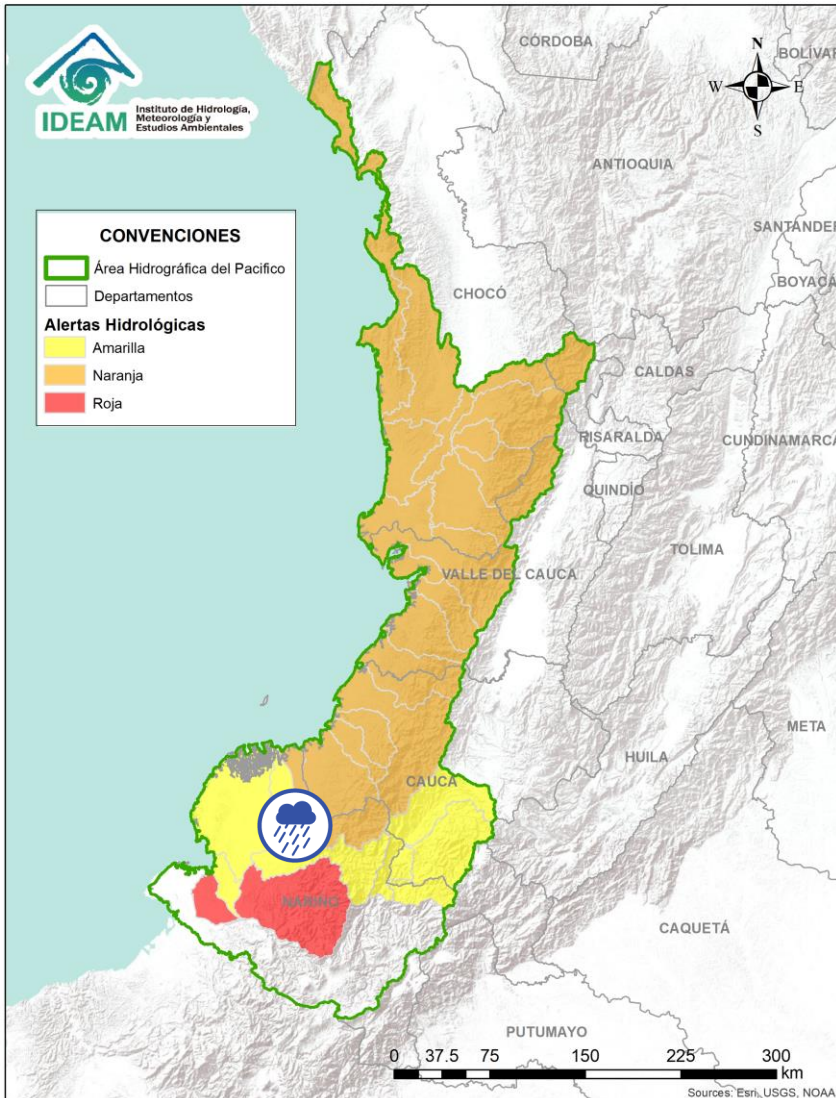 IDEAM
Instituto de Hidrología,
Meteorología y
Estudios Ambientales
CÓRDOBA
BOLÍVAR
N
W E
S
ANTIOQUIA
SANTANDER
BOYACÁ
CONVENCIONES
Área Hidrográfica del Pacifico
Departamentos
Alertas Hidrológicas
Amarilla
Naranja
Roja
CHOCÓ
CALDAS
RISARALDA
CUNDINAMARCA
QUINDÍO
TOLIMA
VALLE DEL CAUCA
META
HUILA
CAUCA
NARIÑO
CAQUETÁ
PUTUMAYO
0 37.5 75 150 225 300
km
Sources: Esri, USGS, NOAA